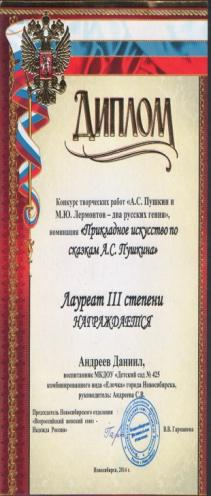 ДИПЛОМ
Конкурс творческих работ «А.С. Пушкин и
М.Ю. Лермонтов – два русских гения»,
номинация «Прикладное искусство по
сказкам А.С. Пушкина»
Лауреат III степени
НАГРАЖДАЕТСЯ
Андреев Даниил,
воспитанник МКДОУ «Детский сад № 425
комбинированного вида «Ёлочка» города Новосибирска,
руководитель: Андреева С.В.
Председатель Новосибирского отделения
«Всероссийский женский союз -
Надежда России»
В.В. Гармонова
Новосибирск, 2014 г.